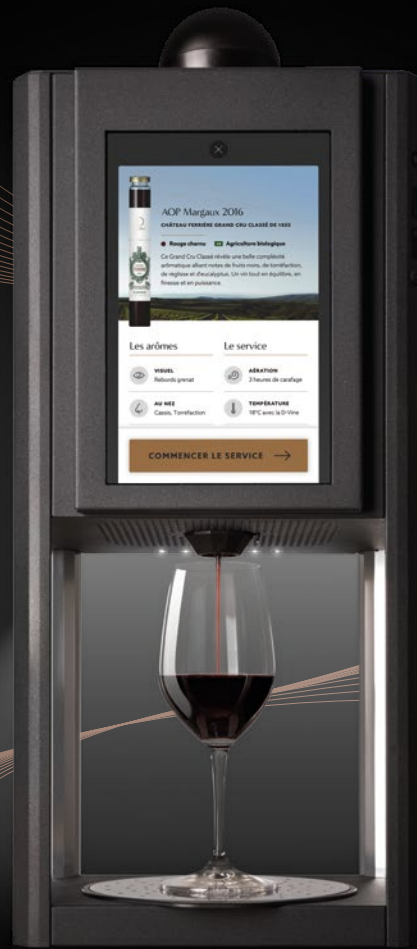 AOP Margaux 2016
CHÂTEAU FERRIÈRE GRAND CRU CLASSÉ DE 1855
Rouge charnu Agriculture biologique
Ce Grand Cru Classé révèle une belle complexité
arômatique alliant notes de fruits noirs, de torréfaction,
de réglisse et d'eucalyptus. Un vin tout en équilibre, en
finesse et en puissance.
Les arômes
VISUEL
Rebords grenat
AU NEZ
Cassis, Torréfaction
Le service
AÉRATION
3 heures de carafage
TEMPÉRATURE
18°C avec la D-Vine
COMMENCER LE SERVICE